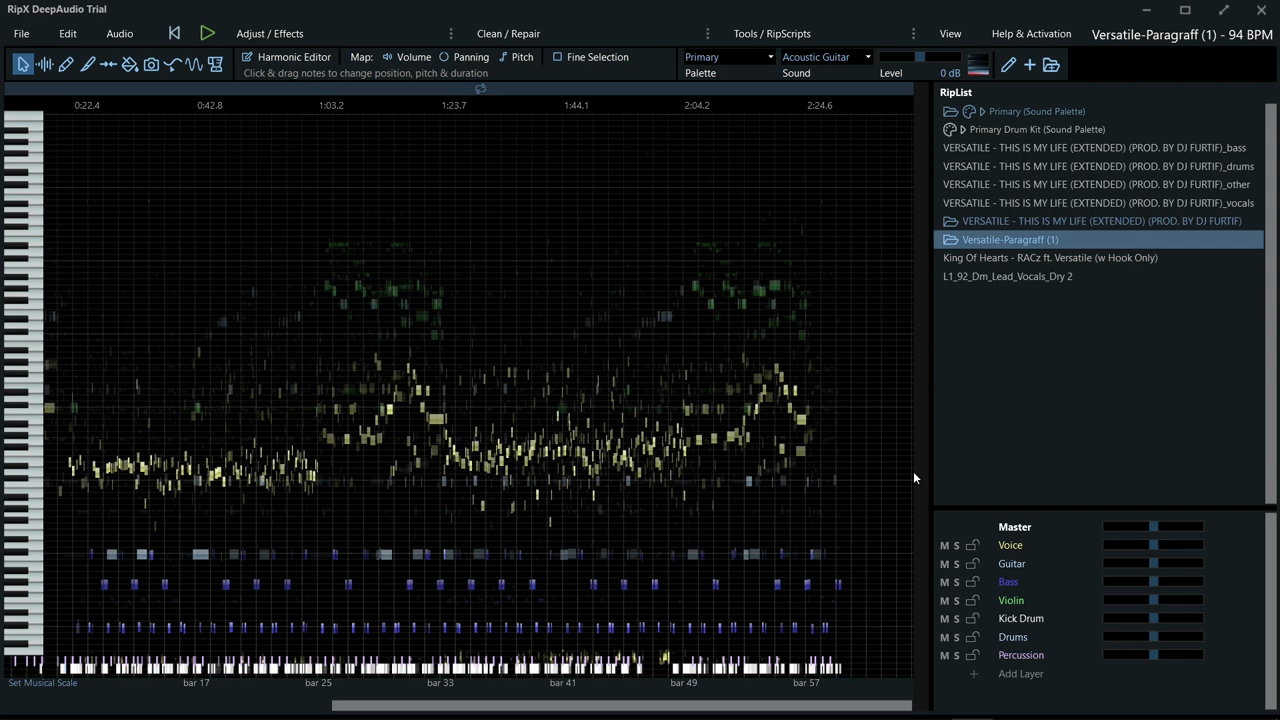 RipX DeepAudio Trial
File Edit Audio Adjust / Effects Clean / Repair Tools / RipScripts View Help & Activation Versatile-Paragraff (1) - 94 BPM
Harmonic Editor Map: Volume Panning Pitch Fine Selection Primary Acoustic Guitar
Click & drag notes to change position, pitch & duration Palette Sound Level 0 dB
RipList
0:22.4 0:42.8 1:03.2 1:23.7 1:44.1 2:04.2 2:24.6
Primary (Sound Palette)
Primary Drum Kit (Sound Palette)
VERSATILE - THIS IS MY LIFE (EXTENDED) (PROD. BY DJ FURTIF)_bass
VERSATILE - THIS IS MY LIFE (EXTENDED) (PROD. BY DJ FURTIF)_drums
VERSATILE - THIS IS MY LIFE (EXTENDED) (PROD. BY DJ FURTIF)_other
VERSATILE - THIS IS MY LIFE (EXTENDED) (PROD. BY DJ FURTIF)_vocals
VERSATILE - THIS IS MY LIFE (EXTENDED) (PROD. BY DJ FURTIF)
Versatile-Paragraff (1)
King Of Hearts - RACz ft. Versatile (w Hook Only)
L1_92_Dm_Lead_Vocals_Dry 2
Master
M S Voice
M S Guitar
M S Bass
M S Violin
M S Kick Drum
M S Drums
M S Percussion
Add Layer
Set Musical Scale bar 17 bar 25 bar 33 bar 41 bar 49 bar 57